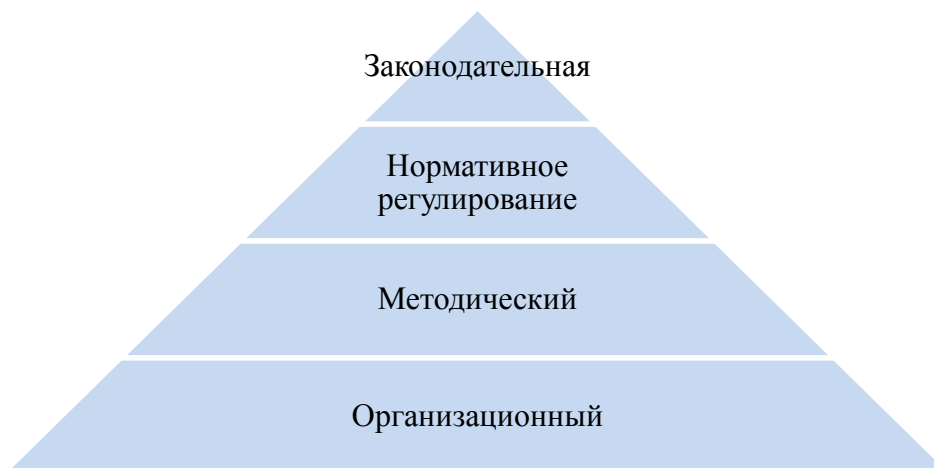 Законодательная
Нормативное
регулирование
Методический
Организационный